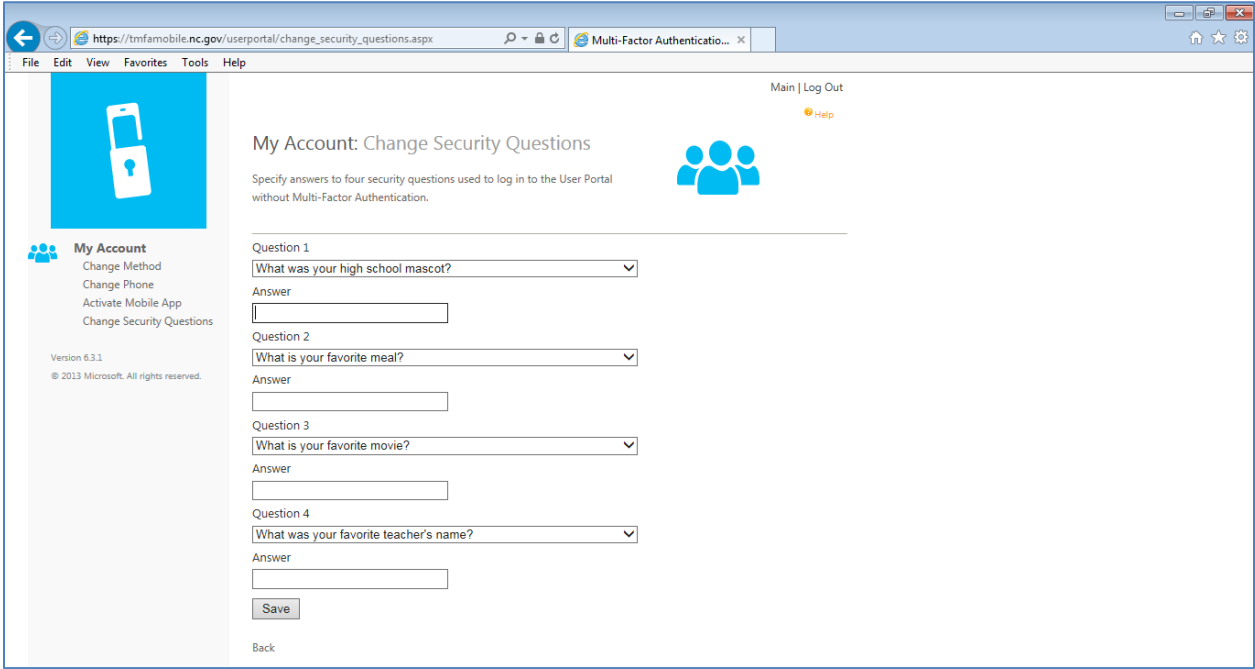 https://tmfamobile.nc.gov/userportal/change_security_questions.aspx
Multi-Factor Authenticatio...
File Edit View Favorites Tools Help
Main | Log Out
Help
My Account: Change Security Questions
Specify answers to four security questions used to log in to the User Portal
without Multi-Factor Authentication.
My Account
Change Method
Change Phone
Activate Mobile App
Change Security Questions
Version 6.3.1
© 2013 Microsoft. All rights reserved.
Question 1
What was your high school mascot?
Answer
Question 2
What is your favorite meal?
Answer
Question 3
What is your favorite movie?
Answer
Question 4
What was your favorite teacher's name?
Answer
Save
Back